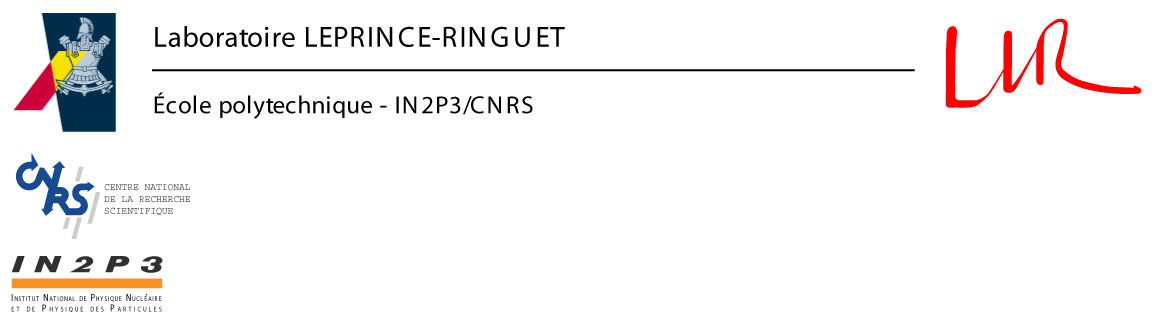 Laboratoire LEPRINCE-RINGUET
LLR
École polytechnique - IN2P3/CNRS
CNRS
CENTRE NATIONAL
DE LA RECHERCHE
SCIENTIFIQUE
IN2P3
INSTITUT NATIONAL DE PHYSIQUE NUCLÉAIRE
ET DE PHYSIQUE DES PARTICULES